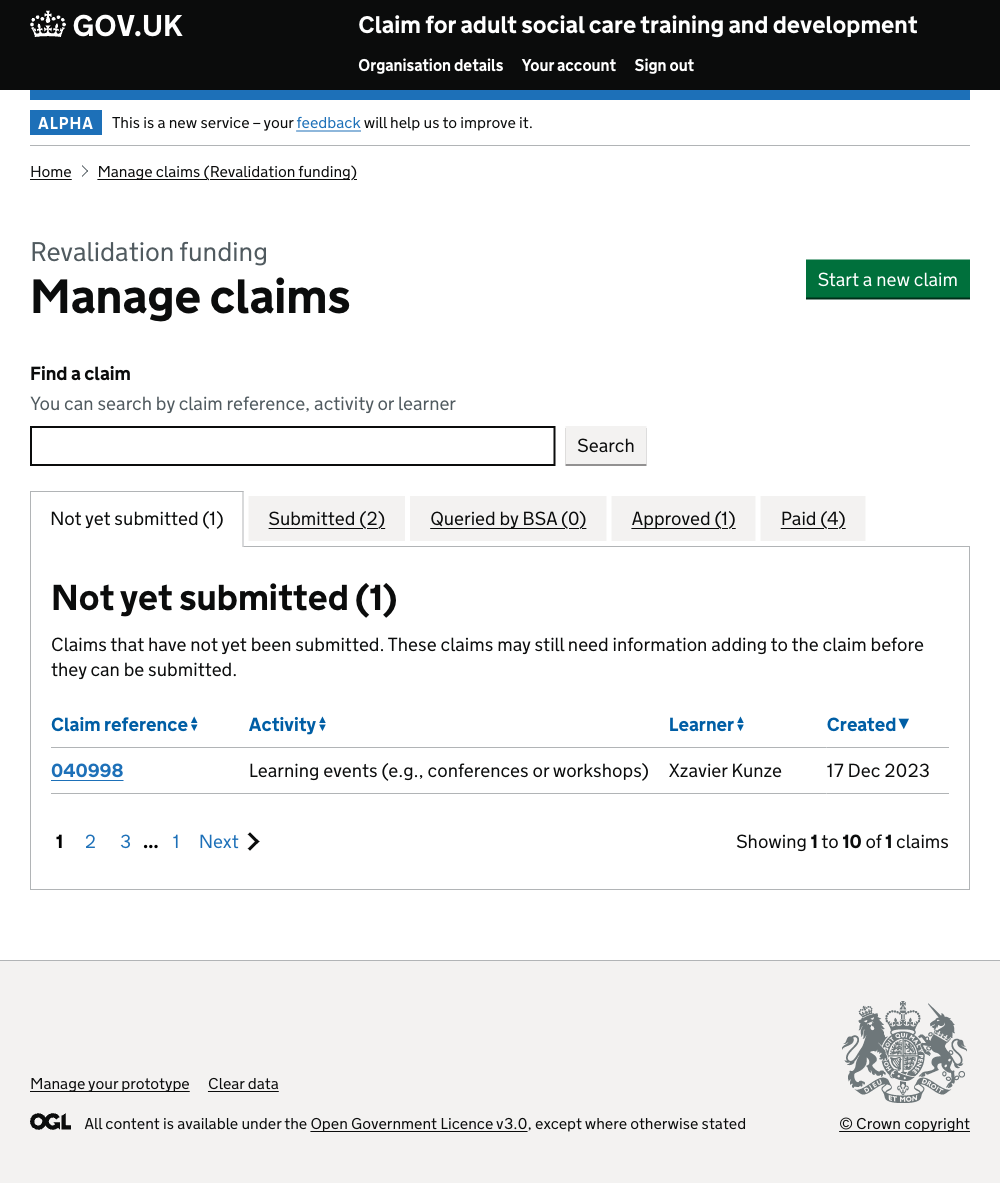 GOV.UK
Claim for adult social care training and development
Organisation details Your account Sign out
ALPHA This is a new service – your feedback will help us to improve it.
Home Manage claims (Revalidation funding)
Revalidation funding
Manage claims
Start a new claim
Find a claim
You can search by claim reference, activity or learner
Search
Not yet submitted (1) Submitted (2) Queried by BSA (0) Approved (1) Paid (4)
Not yet submitted (1)
Claims that have not yet been submitted. These claims may still need information adding to the claim before
they can be submitted.
Claim reference Activity Learner Created
040998 Learning events (e.g., conferences or workshops) Xzavier Kunze 17 Dec 2023
1 2 3 ... 1 Next Showing 1 to 10 of 1 claims
DIEU ET MON DROIT
Manage your prototype Clear data
OGL All content is available under the Open Government Licence v3.0, except where otherwise stated
© Crown copyright